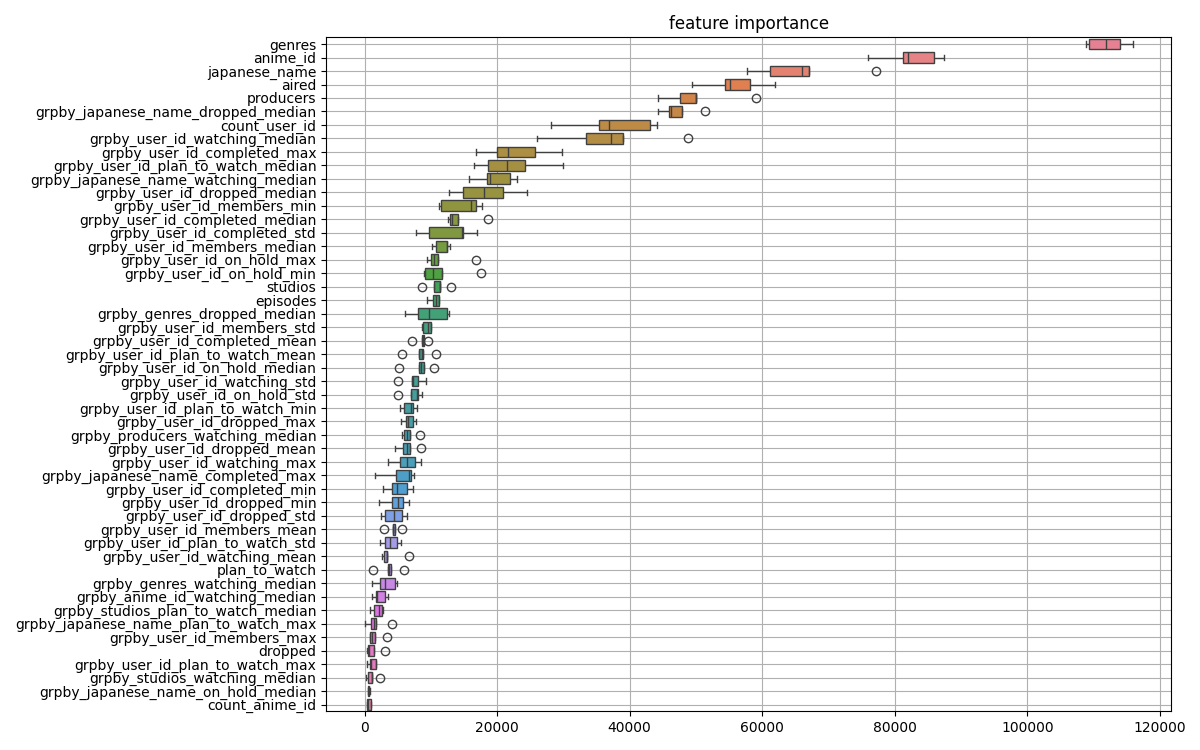 feature importance
genres
anime_id
japanese_name
aired
producers
grpby_japanese_name_dropped_median
count_user_id
grpby_user_id_watching_median
grpby_user_id_completed_max
grpby_user_id_plan_to_watch_median
grpby_japanese_name_watching_median
grpby_user_id_dropped_median
grpby_user_id_members_min
grpby_user_id_completed_median
grpby_user_id_completed_std
grpby_user_id_members_median
grpby_user_id_on_hold_max
grpby_user_id_on_hold_min
studios
episodes
grpby_genres_dropped_median
grpby_user_id_members_std
grpby_user_id_completed_mean
grpby_user_id_plan_to_watch_mean
grpby_user_id_on_hold_median
grpby_user_id_watching_std
grpby_user_id_on_hold_std
grpby_user_id_plan_to_watch_min
grpby_user_id_dropped_max
grpby_producers_watching_median
grpby_user_id_dropped_mean
grpby_user_id_watching_max
grpby_japanese_name_completed_max
grpby_user_id_completed_min
grpby_user_id_dropped_min
grpby_user_id_dropped_std
grpby_user_id_members_mean
grpby_user_id_plan_to_watch_std
grpby_user_id_watching_mean
plan_to_watch
grpby_genres_watching_median
grpby_anime_id_watching_median
grpby_studios_plan_to_watch_median
grpby_japanese_name_plan_to_watch_max
grpby_user_id_members_max
dropped
grpby_user_id_plan_to_watch_max
grpby_studios_watching_median
grpby_japanese_name_on_hold_median
count_anime_id
0 20000 40000 60000 80000 100000 120000